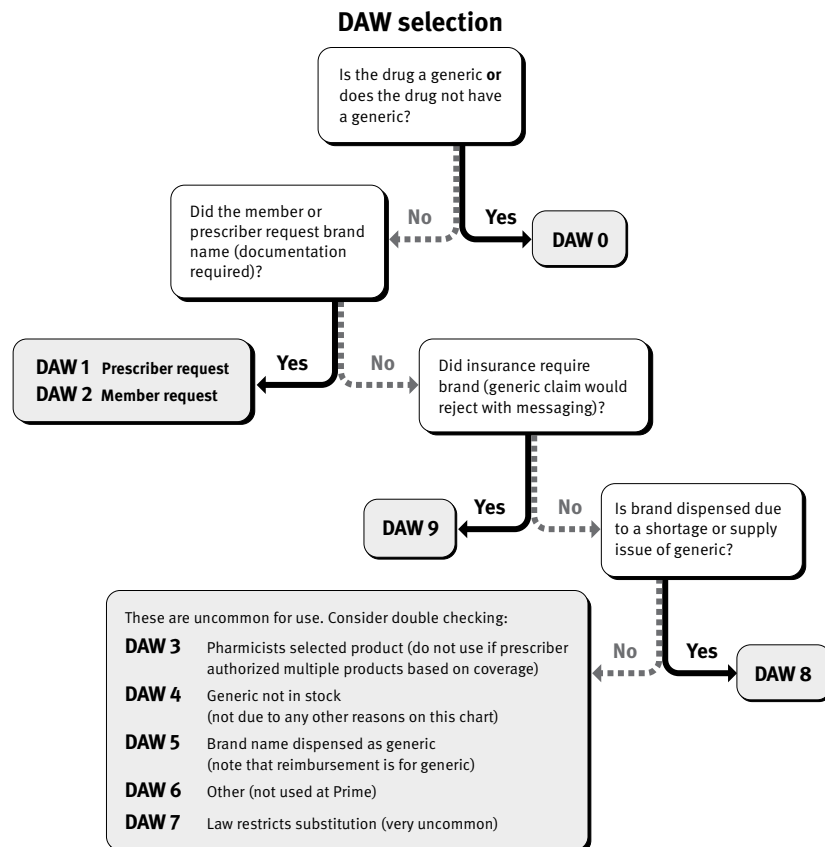 DAW selection
Is the drug a generic or
does the drug not have
a generic?
No
Yes
DAW 0
Did the member or
prescriber request brand
name (documentation
required)?
DAW 1 Prescriber request
DAW 2 Member request
Yes
No
Did insurance require
brand (generic claim would
reject with messaging)?
DAW 9
Yes
No
Is brand dispensed due
to a shortage or supply
issue of generic?
No
Yes
DAW 8
These are uncommon for use. Consider double checking:
DAW 3 Pharmicists selected product (do not use if prescriber
authorized multiple products based on coverage)
DAW 4 Generic not in stock
(not due to any other reasons on this chart)
DAW 5 Brand name dispensed as generic
(note that reimbursement is for generic)
DAW 6 Other (not used at Prime)
DAW 7 Law restricts substitution (very uncommon)